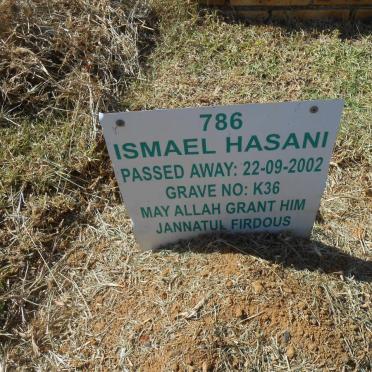 786
ISMAEL HASANI
PASSED AWAY: 22-09-2002
GRAVE NO: K36
MAY ALLAH GRANT HIM
JANNATUL FIRDOUS